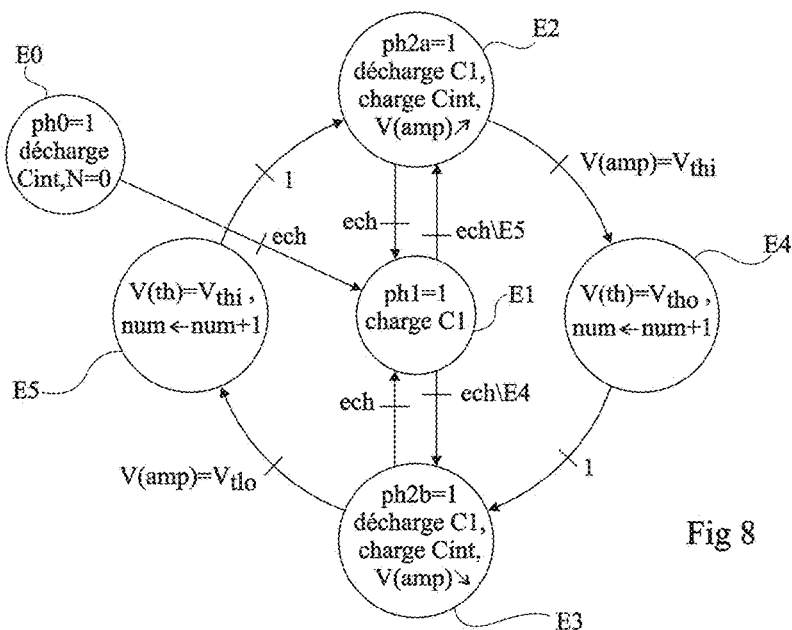 E0
ph0=1
décharge
Cint,N=0
E2
ph2a=1
décharge C1,
charge Cint,
V(amp)↗
1
V(amp)=Vthi
ech
ech
ech\E5
E4
V(th)=Vthi ,
num←num+1
E5
ph1=1
charge C1
E1
V(th)=Vtho ,
num←num+1
ech
ech\E4
V(amp)=Vtlo
1
ph2b=1
décharge C1,
charge Cint,
V(amp)↘
E3
Fig 8